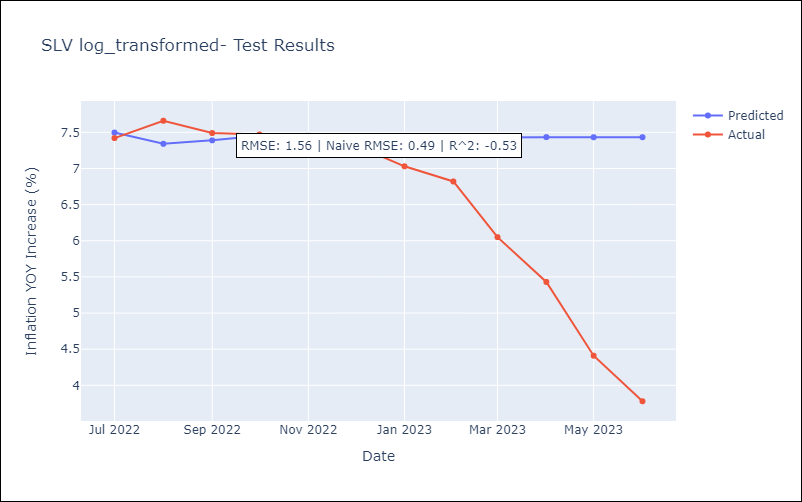 SLV log_transformed- Test Results
Predicted
Actual
RMSE: 1.56 | Naive RMSE: 0.49 | R^2: -0.53
Inflation YOY Increase (%)
7.5
7
6.5
6
5.5
5
4.5
4
Jul 2022
Sep 2022
Nov 2022
Jan 2023
Mar 2023
May 2023
Date